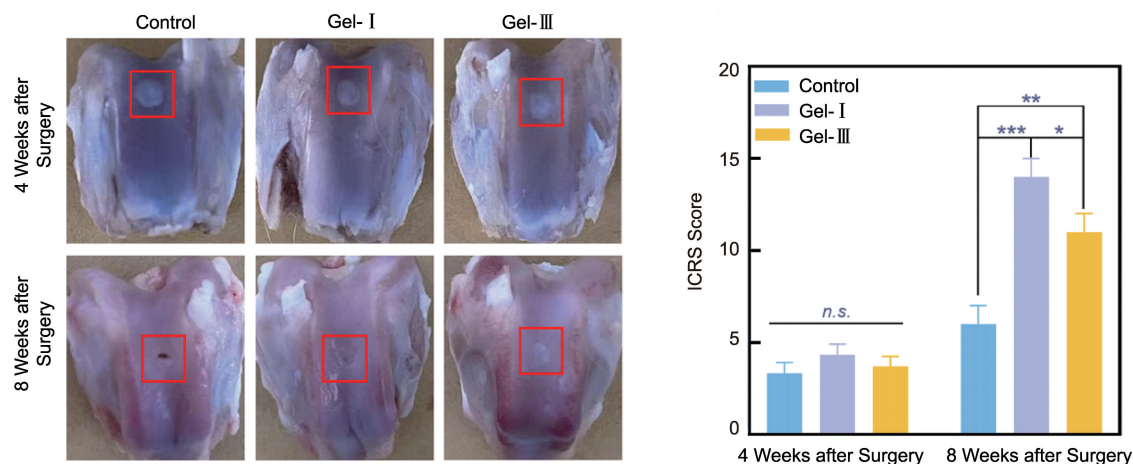 Control
Gel-Ⅰ
Gel-Ⅲ
4 Weeks after
Surgery
8 Weeks after
Surgery
ICRS Score
20
15
10
5
0
Control
Gel-Ⅰ
Gel-Ⅲ
n.s.
**
***
*
4 Weeks after Surgery
8 Weeks after Surgery